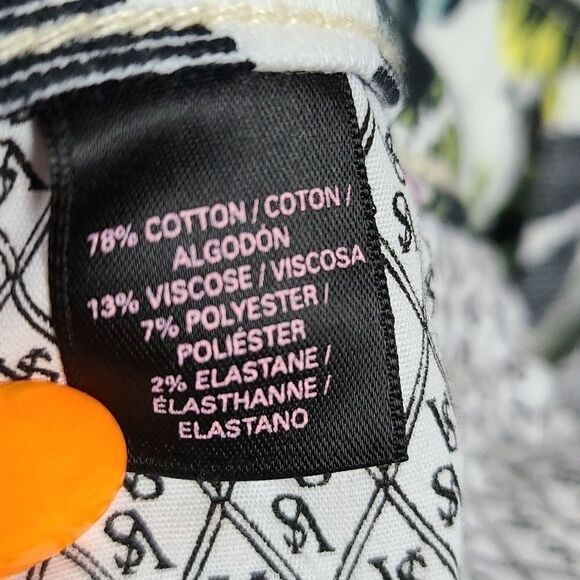 78% COTTON / COTON /
ALGODÓN
13% VISCOSE / VISCOSA
7% POLYESTER /
POLIÉSTER
2% ELASTANE /
ÉLASTHANNE /
ELASTANO